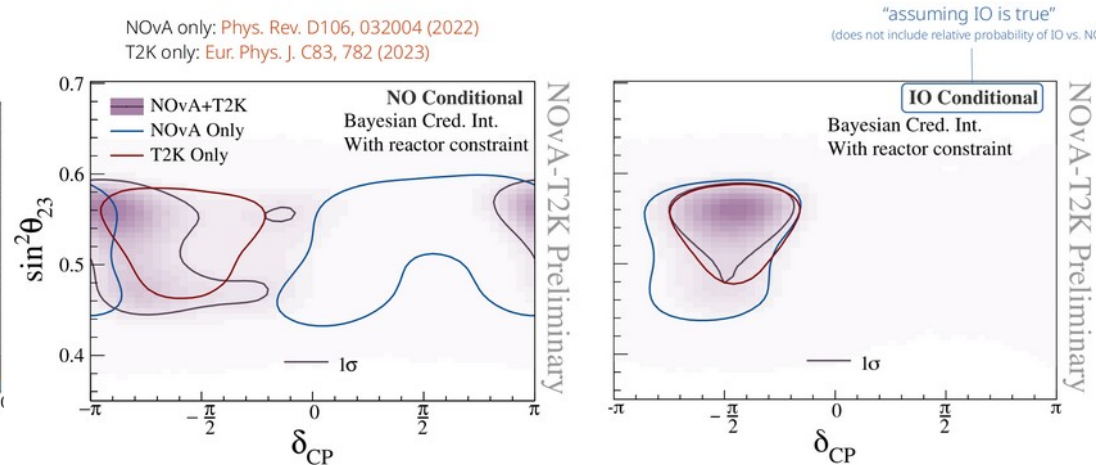 NOvA only: Phys. Rev. D106, 032004 (2022)
T2K only: Eur. Phys. J. C83, 782 (2023)
"assuming IO is true"
(does not include relative probability of IO vs. NO
0.7
0.6
0.5
0.4
sin²θ₂₃
NOvA+T2K
NOvA Only
T2K Only
NO Conditional
Bayesian Cred. Int.
With reactor constraint
1σ
-π
-π/2
0
π/2
π
δCP
NOvA-T2K Preliminary
IO Conditional
Bayesian Cred. Int.
With reactor constraint
1σ
-π
-π/2
0
π/2
π
δCP
NOvA-T2K Preliminary